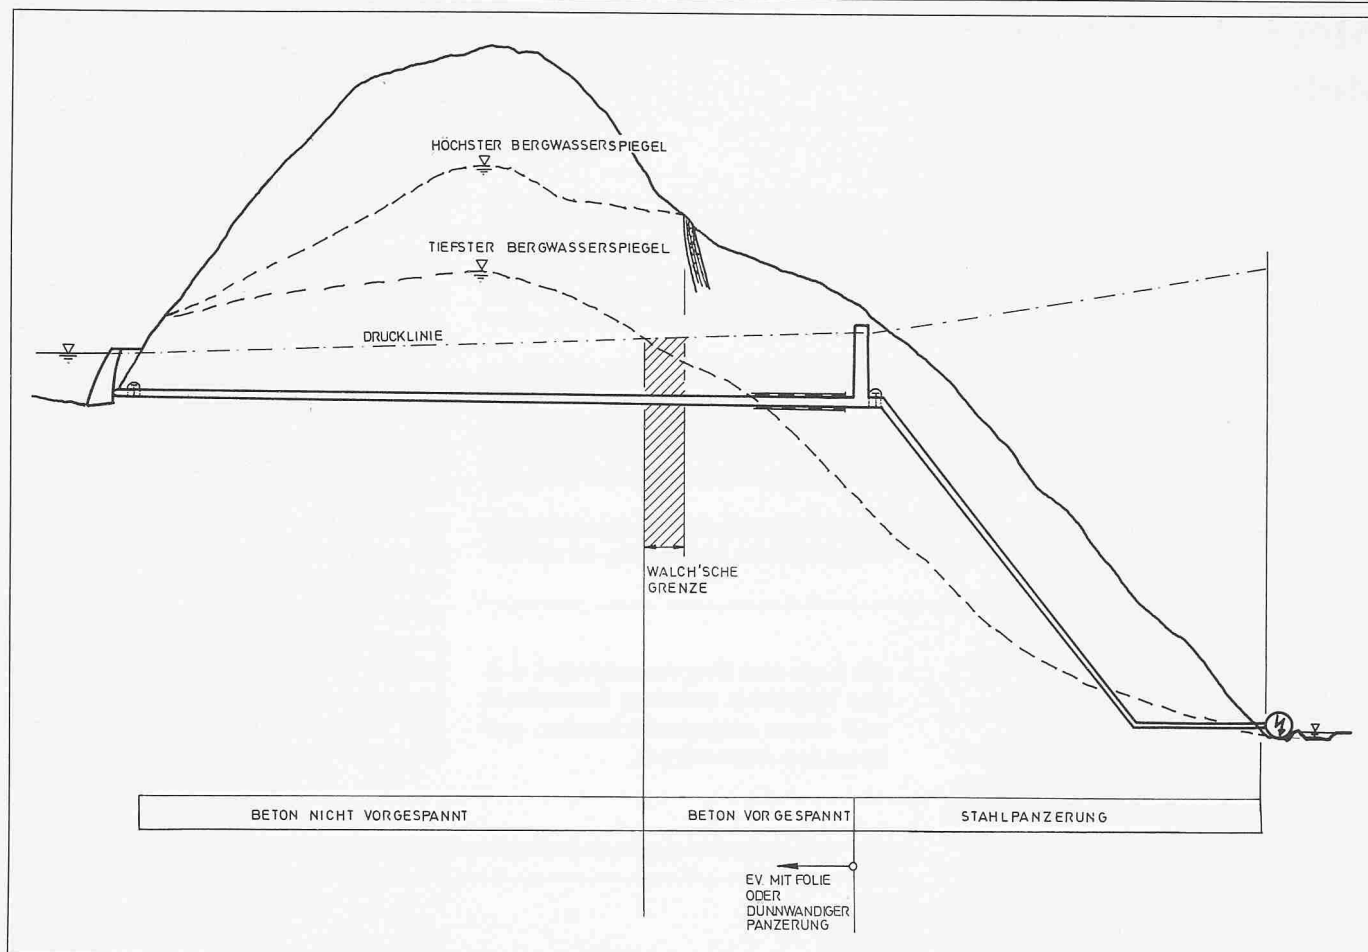 HÖCHSTER BERGWASSERSPIEGEL
TIEFSTER BERGWASSERSPIEGEL
DRUCKLINIE
WALCH'SCHE
GRENZE
BETON NICHT VORGESPANNT
BETON VORGESPANNT
STAHLPANZERUNG
EV. MIT FOLIE
ODER
DÜNNWANDIGER
PANZERUNG